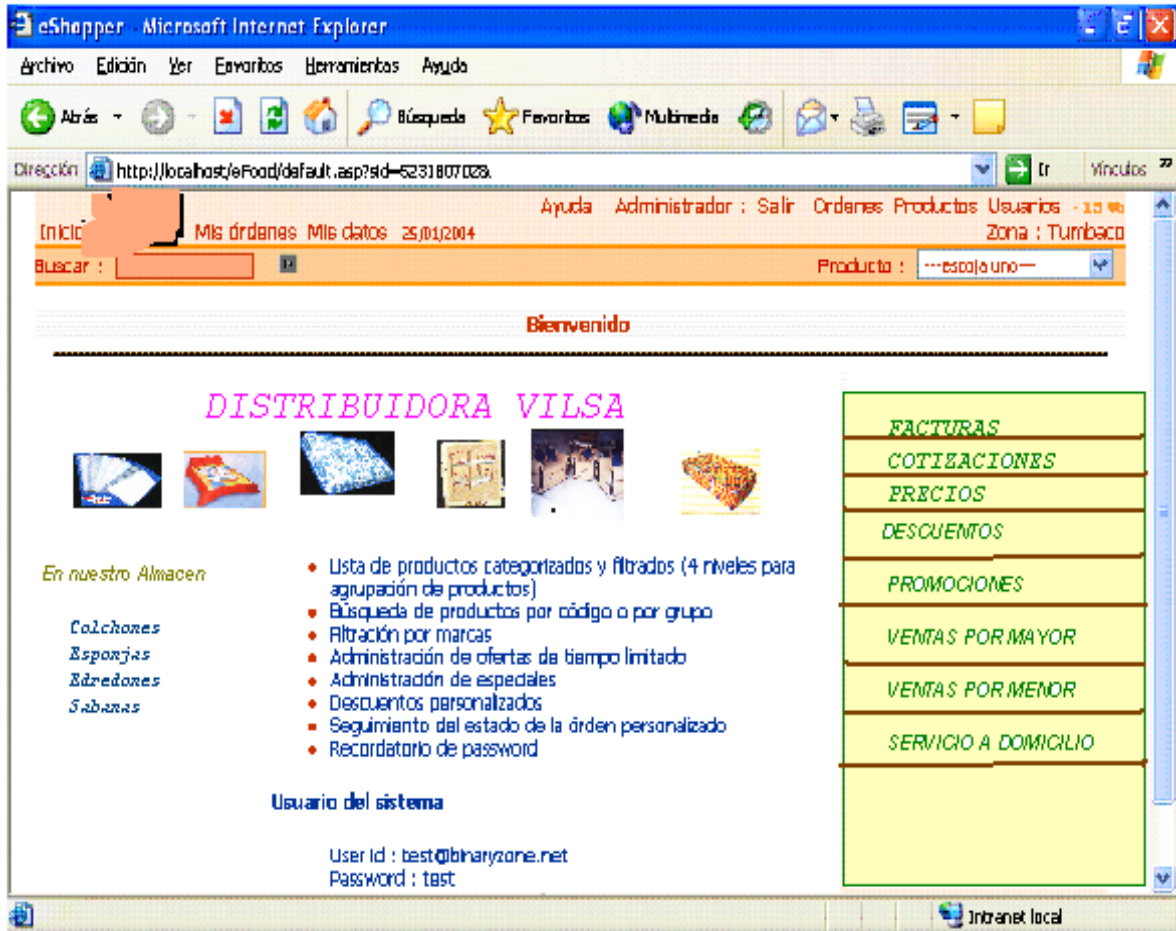 eShopper - Microsoft Internet Explorer
Archivo Edición Ver Favoritos Herramientas Ayuda
Atrás Búsqueda Favoritos Multimedia
Dirección http://localhost/eFood/default.asp?sId=523180702& Ir Vínculos »
Ayuda Administrador : Salir Ordenes Productos Usuarios - 15 %
Inicio Mis órdenes Mis datos 25/01/2004 Zona : Tumbaco
Buscar : Producto : ---escoja uno---
Bienvenido
DISTRIBUIDORA VILSA
FACTURAS
COTIZACIONES
PRECIOS
DESCUENTOS
PROMOCIONES
VENTAS POR MAYOR
VENTAS POR MENOR
SERVICIO A DOMICILIO
En nuestro Almacen
Colchones
Esponjas
Edredones
Sabanas
Lista de productos categorizados y filtrados (4 niveles para
agrupación de productos)
Búsqueda de productos por código o por grupo
Filtración por marcas
Administración de ofertas de tiempo limitado
Administración de especiales
Descuentos personalizados
Seguimiento del estado de la órden personalizado
Recordatorio de password
Usuario del sistema
User Id : test@binaryzone.net
Password : test
Intranet local